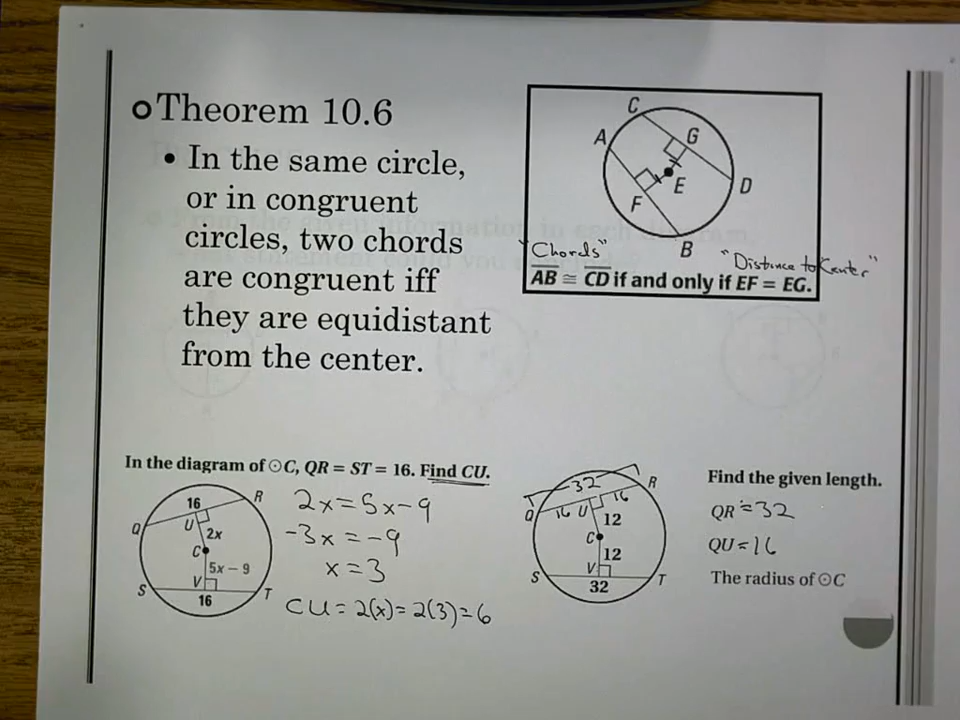 Theorem 10.6
• In the same circle,
or in congruent
circles, two chords
are congruent iff
they are equidistant
from the center.
C
A
G
E
D
F
B
"Chords"
"Distance to Center"
AB ≅ CD if and only if EF = EG.
In the diagram of ⊙C, QR = ST = 16. Find CU.
16
R
Q
U
2x
C
5x − 9
V
S
16
T
2x = 5x − 9
-3x = -9
x = 3
CU = 2(x) = 2(3) = 6
32
R
16
Q
16
U
12
C
12
V
S
32
T
Find the given length.
QR = 32
QU = 16
The radius of ⊙C